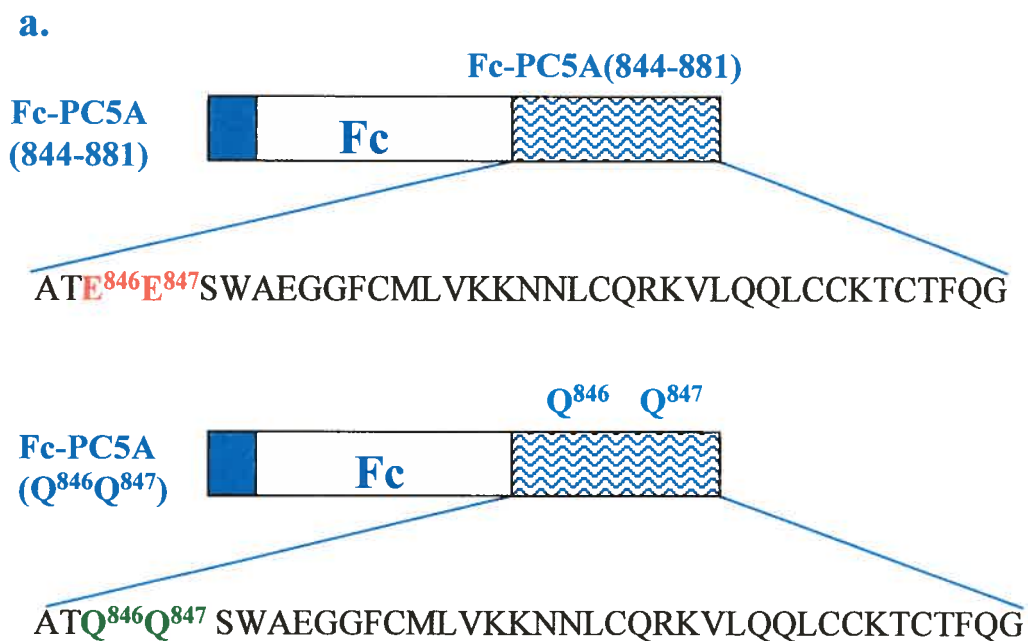 a.
Fc-PC5A(844-881)
Fc-PC5A
(844-881)
Fc
ATE⁸⁴⁶E⁸⁴⁷SWAEGGFCMLVKKNNLCQRKVLQQLCCKTCTFQG
Q⁸⁴⁶ Q⁸⁴⁷
Fc-PC5A
(Q⁸⁴⁶Q⁸⁴⁷)
Fc
ATQ⁸⁴⁶Q⁸⁴⁷ SWAEGGFCMLVKKNNLCQRKVLQQLCCKTCTFQG